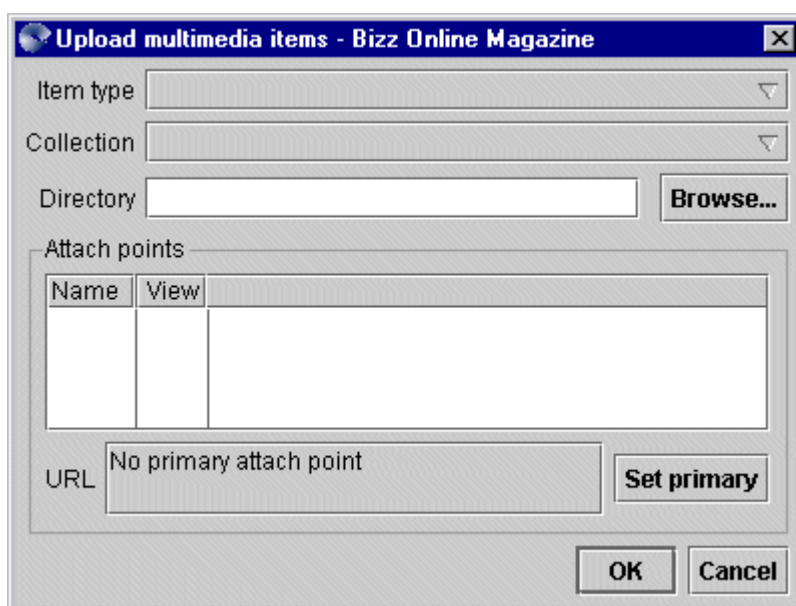 Upload multimedia items - Bizz Online Magazine
Item type
Collection
Directory Browse...
Attach points
Name View
URL No primary attach point Set primary
OK Cancel